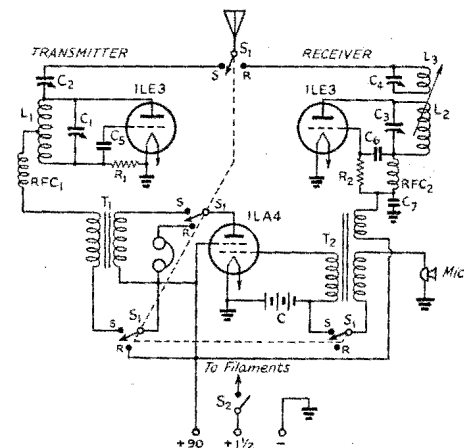 TRANSMITTER
S1
RECEIVER
S
R
C2
1LE3
1LE3
C4
L3
L1
C1
C5
C3
L2
C6
R1
R2
RFC1
RFC2
C7
T1
S
S1
R
1LA4
T2
Mic
C
S
S1
R
S
S1
R
To Filaments
S2
+90
+1½
-